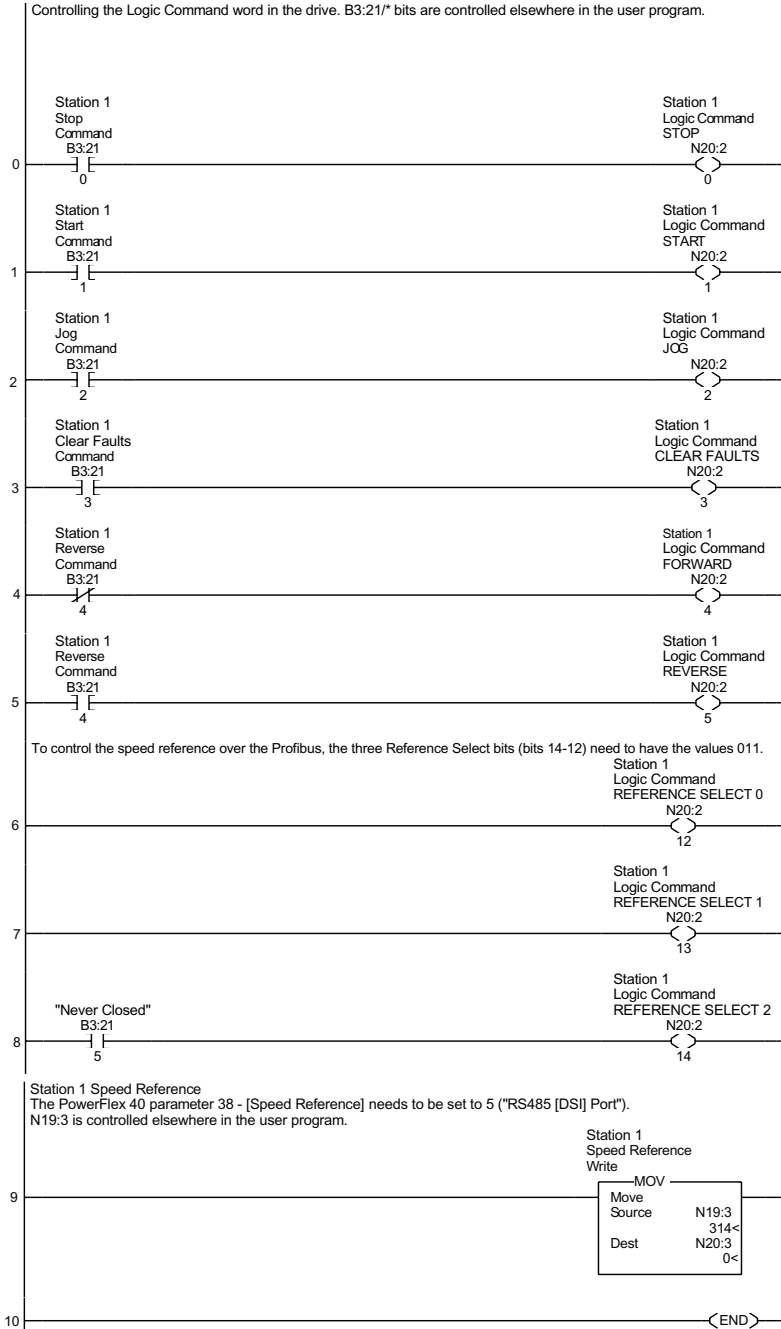 Controlling the Logic Command word in the drive. B3:21/* bits are controlled elsewhere in the user program.
Station 1
Stop
Command
B3:21
0
Station 1
Logic Command
STOP
N20:2
0
0
Station 1
Start
Command
B3:21
1
Station 1
Logic Command
START
N20:2
1
1
Station 1
Jog
Command
B3:21
2
Station 1
Logic Command
JOG
N20:2
2
2
Station 1
Clear Faults
Command
B3:21
3
Station 1
Logic Command
CLEAR FAULTS
N20:2
3
3
Station 1
Reverse
Command
B3:21
4
Station 1
Logic Command
FORWARD
N20:2
4
4
Station 1
Reverse
Command
B3:21
5
Station 1
Logic Command
REVERSE
N20:2
4
5
To control the speed reference over the Profibus, the three Reference Select bits (bits 14-12) need to have the values 011.
Station 1
Logic Command
REFERENCE SELECT 0
N20:2
6
12
Station 1
Logic Command
REFERENCE SELECT 1
N20:2
7
13
"Never Closed"
B3:21
8
5
Station 1
Logic Command
REFERENCE SELECT 2
N20:2
14
Station 1 Speed Reference
The PowerFlex 40 parameter 38 - [Speed Reference] needs to be set to 5 ("RS485 [DSI] Port").
N19:3 is controlled elsewhere in the user program.
Station 1
Speed Reference
Write
9
MOV
Move
Source N19:3
314<
Dest N20:3
0<
10
END